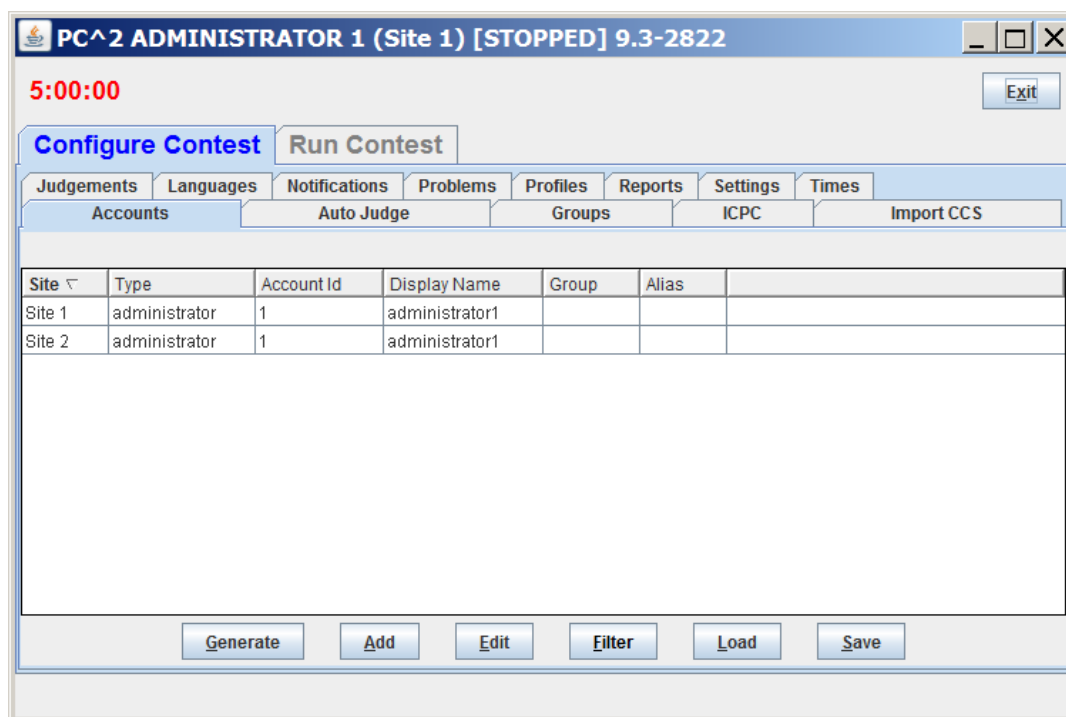 PC^2 ADMINISTRATOR 1 (Site 1) [STOPPED] 9.3-2822
5:00:00 Exit
Configure Contest Run Contest
Judgements Languages Notifications Problems Profiles Reports Settings Times
Accounts Auto Judge Groups ICPC Import CCS
Site Type Account Id Display Name Group Alias
Site 1 administrator 1 administrator1
Site 2 administrator 1 administrator1
Generate Add Edit Filter Load Save